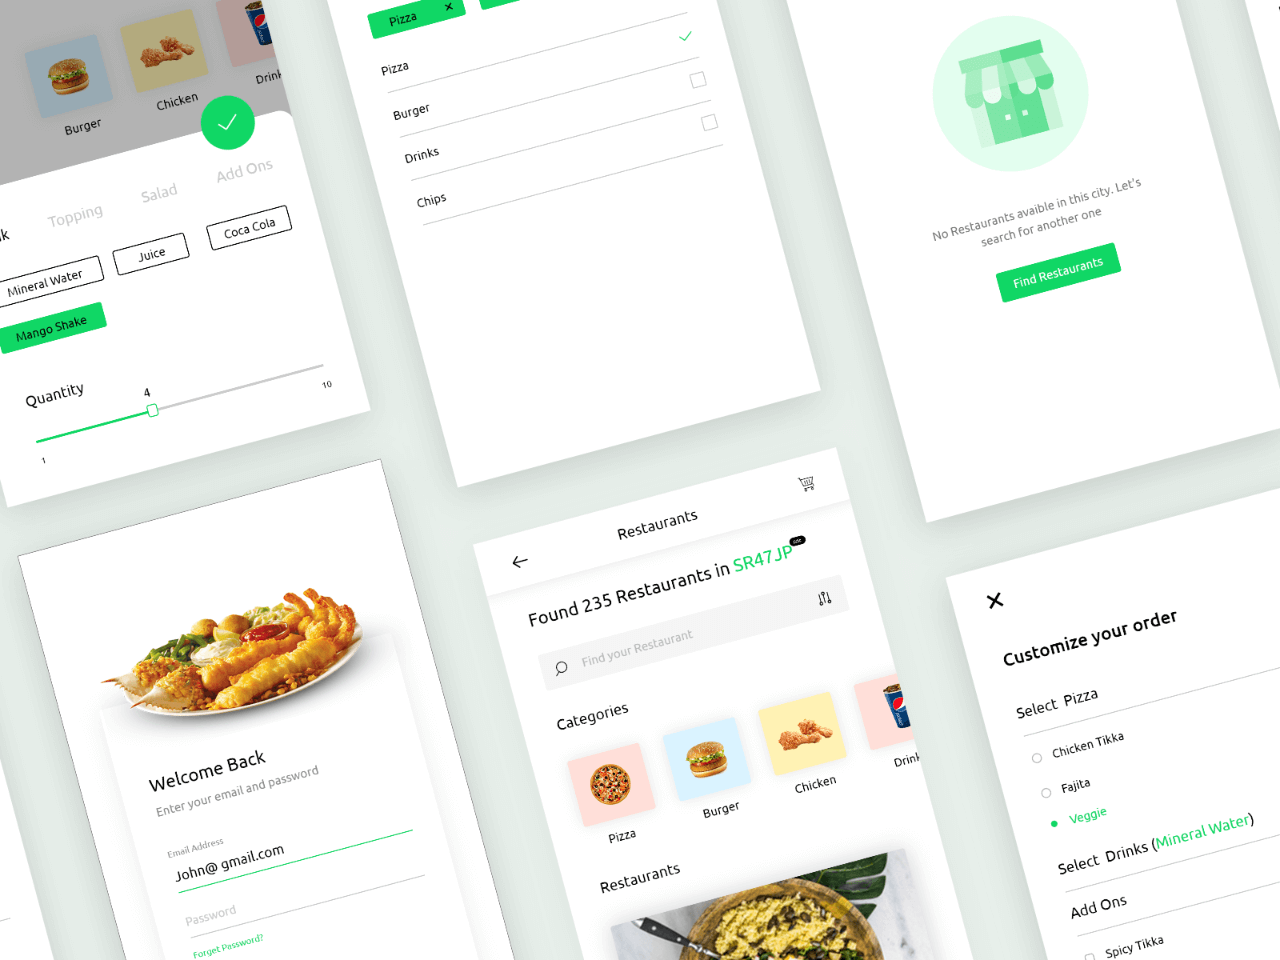 Burger
Chicken
Drink
Topping
Salad
Add Ons
Mineral Water
Juice
Coca Cola
Mango Shake
Quantity
4
1
10
Pizza
Pizza
Burger
Drinks
Chips
No Restaurants avaible in this city. Let's
search for another one
Find Restaurants
Welcome Back
Enter your email and password
Email Address
John@ gmail.com
Password
Forget Password?
Restaurants
Found 235 Restaurants in SR47JP
Find your Restaurant
Categories
Pizza
Burger
Chicken
Restaurants
Customize your order
Select Pizza
Chicken Tikka
Fajita
Veggie
Select Drinks (Mineral Water)
Add Ons
Spicy Tikka